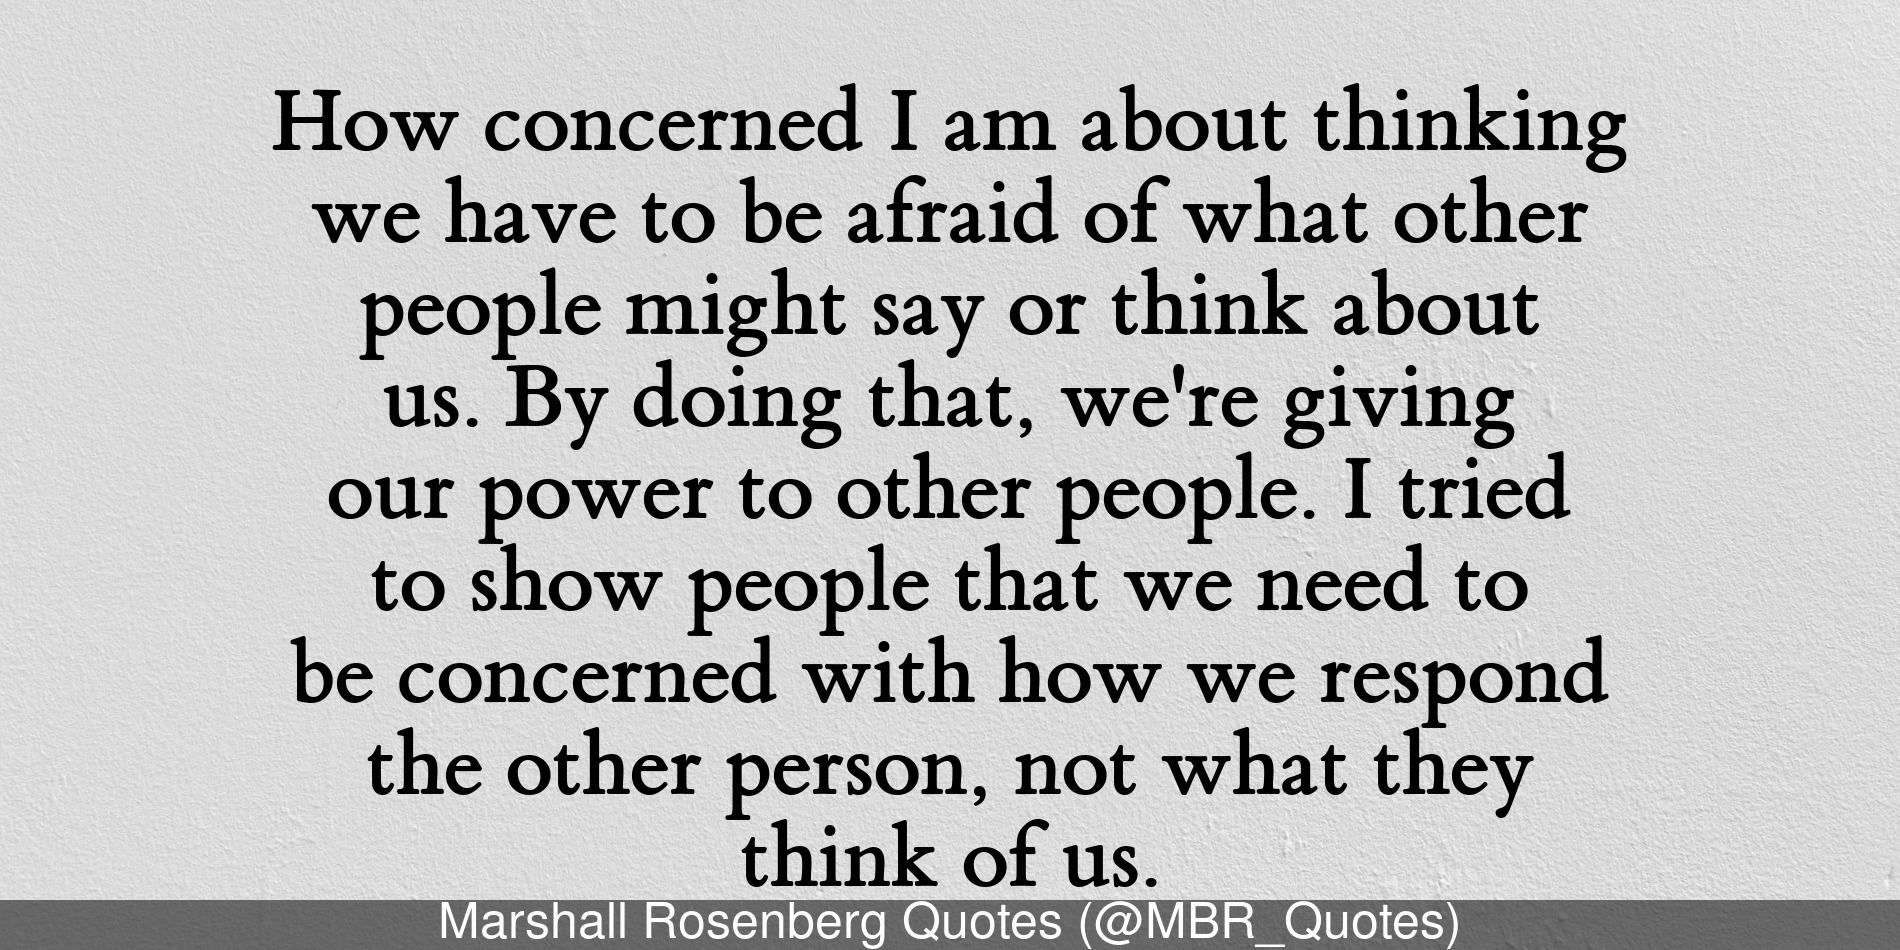 How concerned I am about thinking
we have to be afraid of what other
people might say or think about
us. By doing that, we're giving
our power to other people. I tried
to show people that we need to
be concerned with how we respond
the other person, not what they
think of us.
Marshall Rosenberg Quotes (@MBR_Quotes)